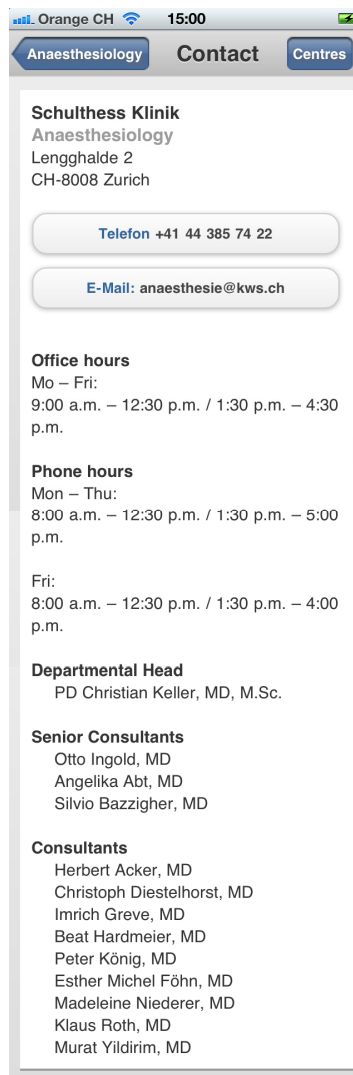 Orange CH 15:00
Anaesthesiology Contact Centres
Schulthess Klinik
Anaesthesiology
Lengghalde 2
CH-8008 Zurich
Telefon +41 44 385 74 22
E-Mail: anaesthesie@kws.ch
Office hours
Mo – Fri:
9:00 a.m. – 12:30 p.m. / 1:30 p.m. – 4:30
p.m.
Phone hours
Mon – Thu:
8:00 a.m. – 12:30 p.m. / 1:30 p.m. – 5:00
p.m.
Fri:
8:00 a.m. – 12:30 p.m. / 1:30 p.m. – 4:00
p.m.
Departmental Head
PD Christian Keller, MD, M.Sc.
Senior Consultants
Otto Ingold, MD
Angelika Abt, MD
Silvio Bazzigher, MD
Consultants
Herbert Acker, MD
Christoph Diestelhorst, MD
Imrich Greve, MD
Beat Hardmeier, MD
Peter König, MD
Esther Michel Föhn, MD
Madeleine Niederer, MD
Klaus Roth, MD
Murat Yildirim, MD